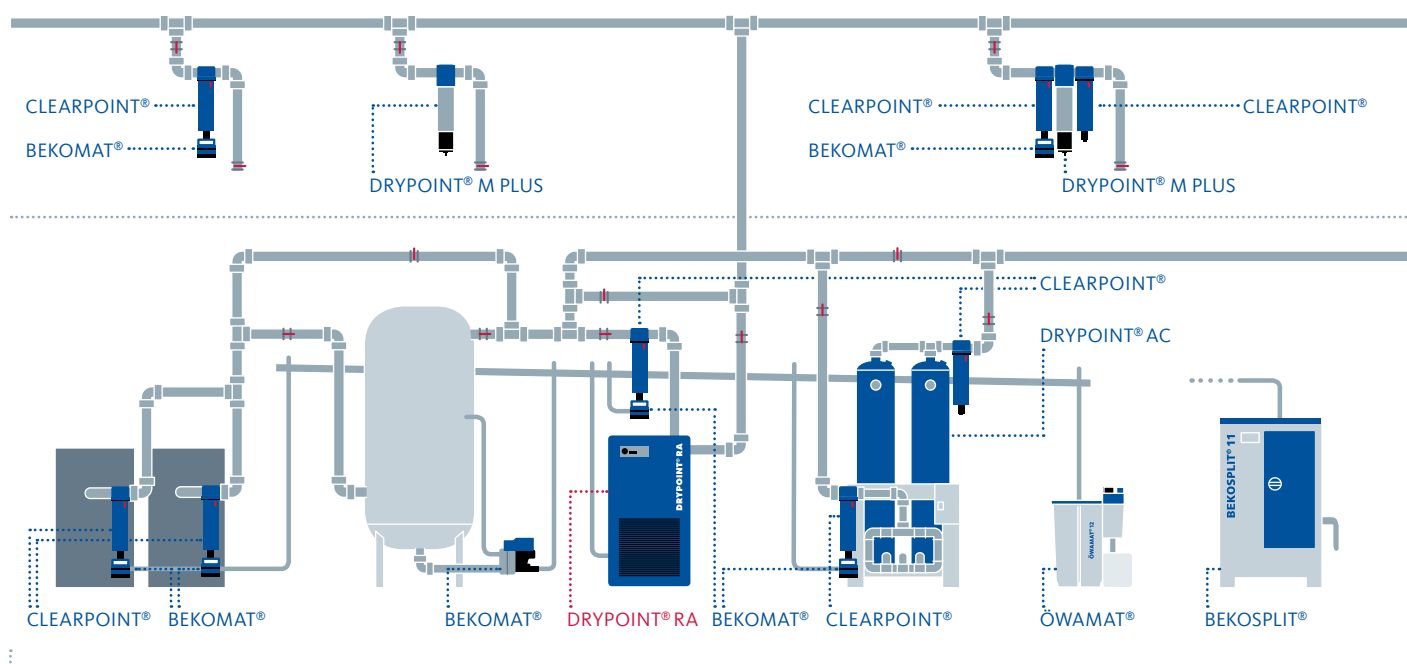 CLEARPOINT®
BEKOMAT®
DRYPOINT® M PLUS
CLEARPOINT®
BEKOMAT®
CLEARPOINT®
DRYPOINT® M PLUS
CLEARPOINT®
DRYPOINT® AC
DRYPOINT® RA
BEKOSPLIT® 11
ÖWAMAT® 12
CLEARPOINT®
BEKOMAT®
BEKOMAT®
DRYPOINT® RA
BEKOMAT®
CLEARPOINT®
ÖWAMAT®
BEKOSPLIT®